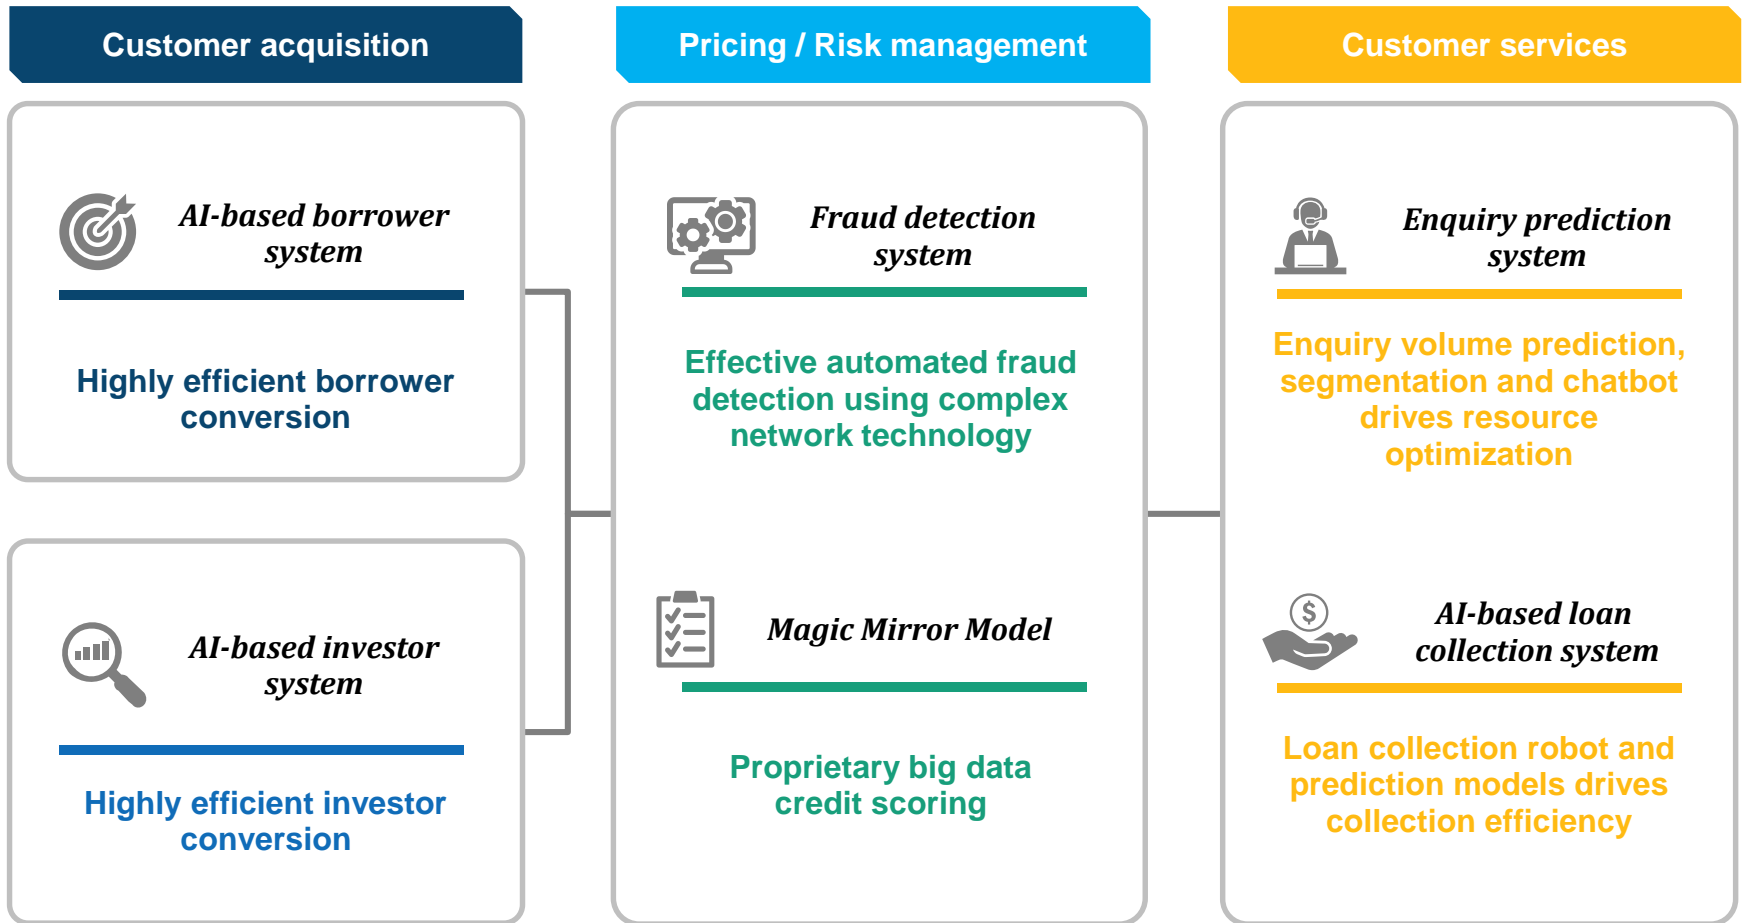 Customer acquisition
Pricing / Risk management
Customer services
AI-based borrower
system
Highly efficient borrower
conversion
AI-based investor
system
Highly efficient investor
conversion
Fraud detection
system
Effective automated fraud
detection using complex
network technology
Magic Mirror Model
Proprietary big data
credit scoring
Enquiry prediction
system
Enquiry volume prediction,
segmentation and chatbot
drives resource
optimization
$
AI-based loan
collection system
Loan collection robot and
prediction models drives
collection efficiency